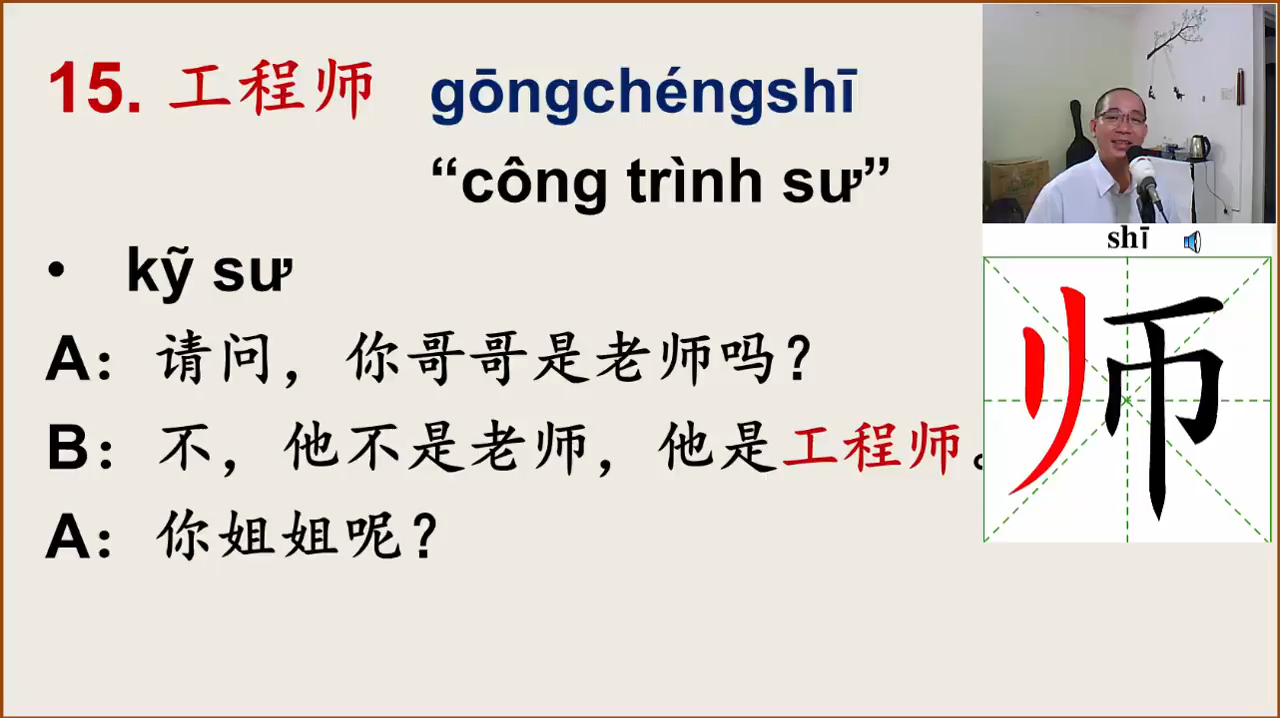 15. 工程师 gōngchéngshī
“công trình sư”
• kỹ sư
A：请问，你哥哥是老师吗？
B：不，他不是老师，他是工程师。
A：你姐姐呢？
shī
师